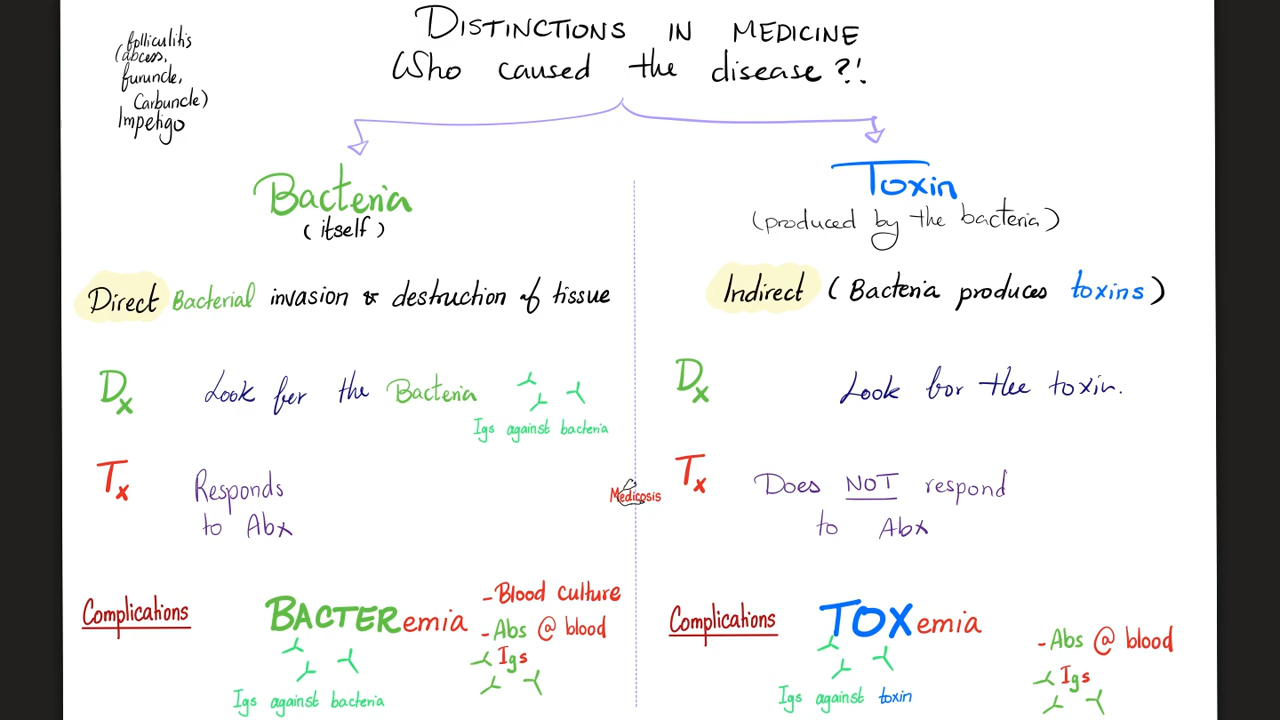 folliculitis
(abcess,
furuncle,
Carbuncle)
Impetigo
DISTINCTIONS IN MEDICINE
Who caused the disease?!
Bacteria
(itself)
Direct Bacterial invasion & destruction of tissue
Dx Look for the Bacteria
Igs against bacteria
Tx Responds
to Abx
Complications BACTERemia
- Blood culture
- Abs @ blood
Igs
Igs against bacteria
Medicosis
Toxin
(produced by the bacteria)
Indirect (Bacteria produces toxins)
Dx Look for the toxin.
Tx Does NOT respond
to Abx
Complications TOXemia
- Abs @ blood
Igs
Igs against toxin